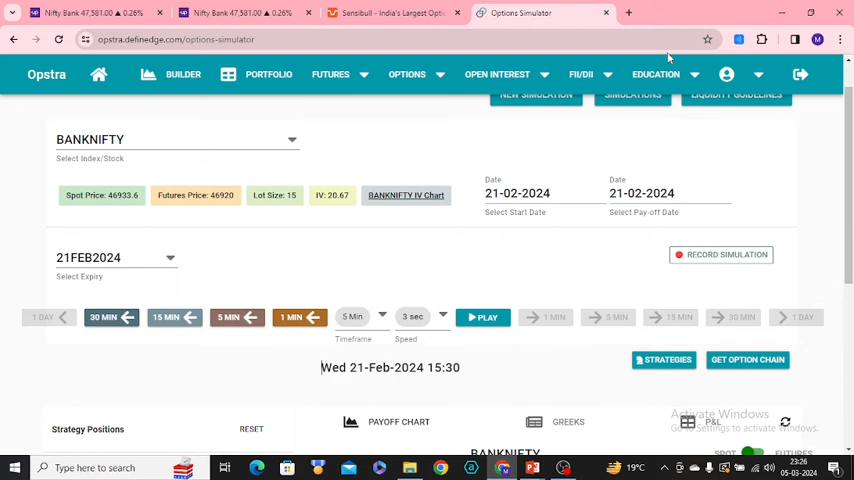 Nifty Bank 47,581.00 ▲ 0.26%
Nifty Bank 47,581.00 ▲ 0.26%
Sensibull - India's Largest Optio
Options Simulator
opstra.definedge.com/options-simulator
Opstra BUILDER PORTFOLIO FUTURES OPTIONS OPEN INTEREST FII/DII EDUCATION
NEW SIMULATION SIMULATIONS LIQUIDITY GUIDELINES
BANKNIFTY
Select Index/Stock
Spot Price: 46933.6 Futures Price: 46920 Lot Size: 15 IV: 20.67 BANKNIFTY IV Chart
Date Date
21-02-2024 21-02-2024
Select Start Date Select Pay-off Date
21FEB2024
Select Expiry
RECORD SIMULATION
1 DAY 30 MIN 15 MIN 5 MIN 1 MIN 5 Min 3 sec PLAY 1 MIN 5 MIN 15 MIN 30 MIN 1 DAY
Timeframe Speed
Wed 21-Feb-2024 15:30
STRATEGIES GET OPTION CHAIN
Strategy Positions RESET
PAYOFF CHART GREEKS P&L
Activate Windows
Go to Settings to activate Windows.
BANKNIFTY
SPOT FUTURES
Type here to search
19°C
23:26
05-03-2024